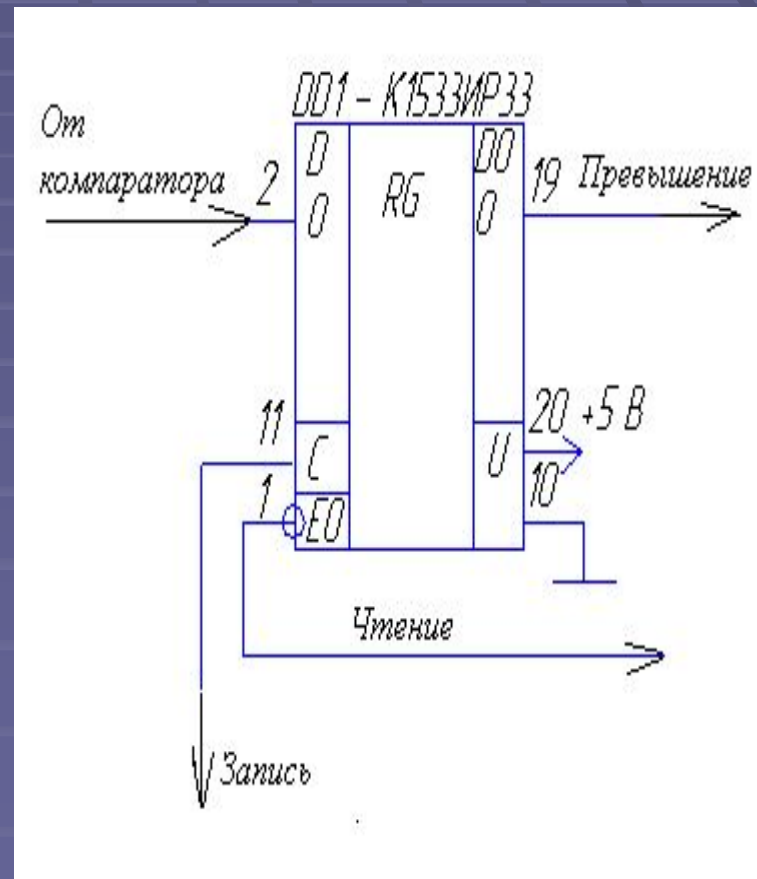 DD1 - К1533ИР33
От
компаратора
2
D
0
RG
DO
0
19
Превышение
11
C
1
EO
U
20 +5 В
10
Чтение
Запись